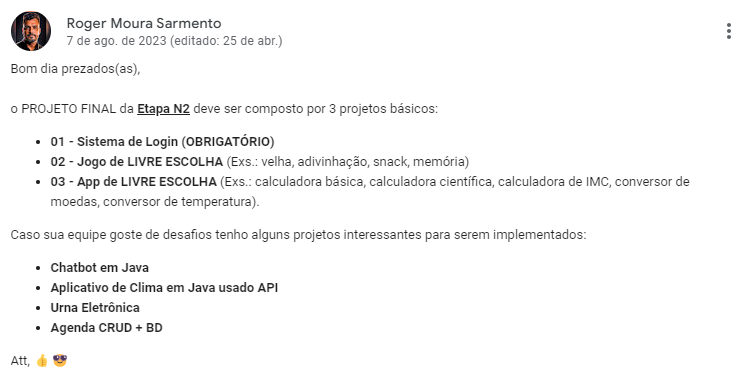 Roger Moura Sarmento
7 de ago. de 2023 (editado: 25 de abr.)
Bom dia prezados(as),
o PROJETO FINAL da Etapa N2 deve ser composto por 3 projetos básicos:
• 01 - Sistema de Login (OBRIGATÓRIO)
• 02 - Jogo de LIVRE ESCOLHA (Exs.: velha, adivinhação, snack, memória)
• 03 - App de LIVRE ESCOLHA (Exs.: calculadora básica, calculadora científica, calculadora de IMC, conversor de
moedas, conversor de temperatura).
Caso sua equipe goste de desafios tenho alguns projetos interessantes para serem implementados:
• Chatbot em Java
• Aplicativo de Clima em Java usado API
• Urna Eletrônica
• Agenda CRUD + BD
Att, 👍 😎